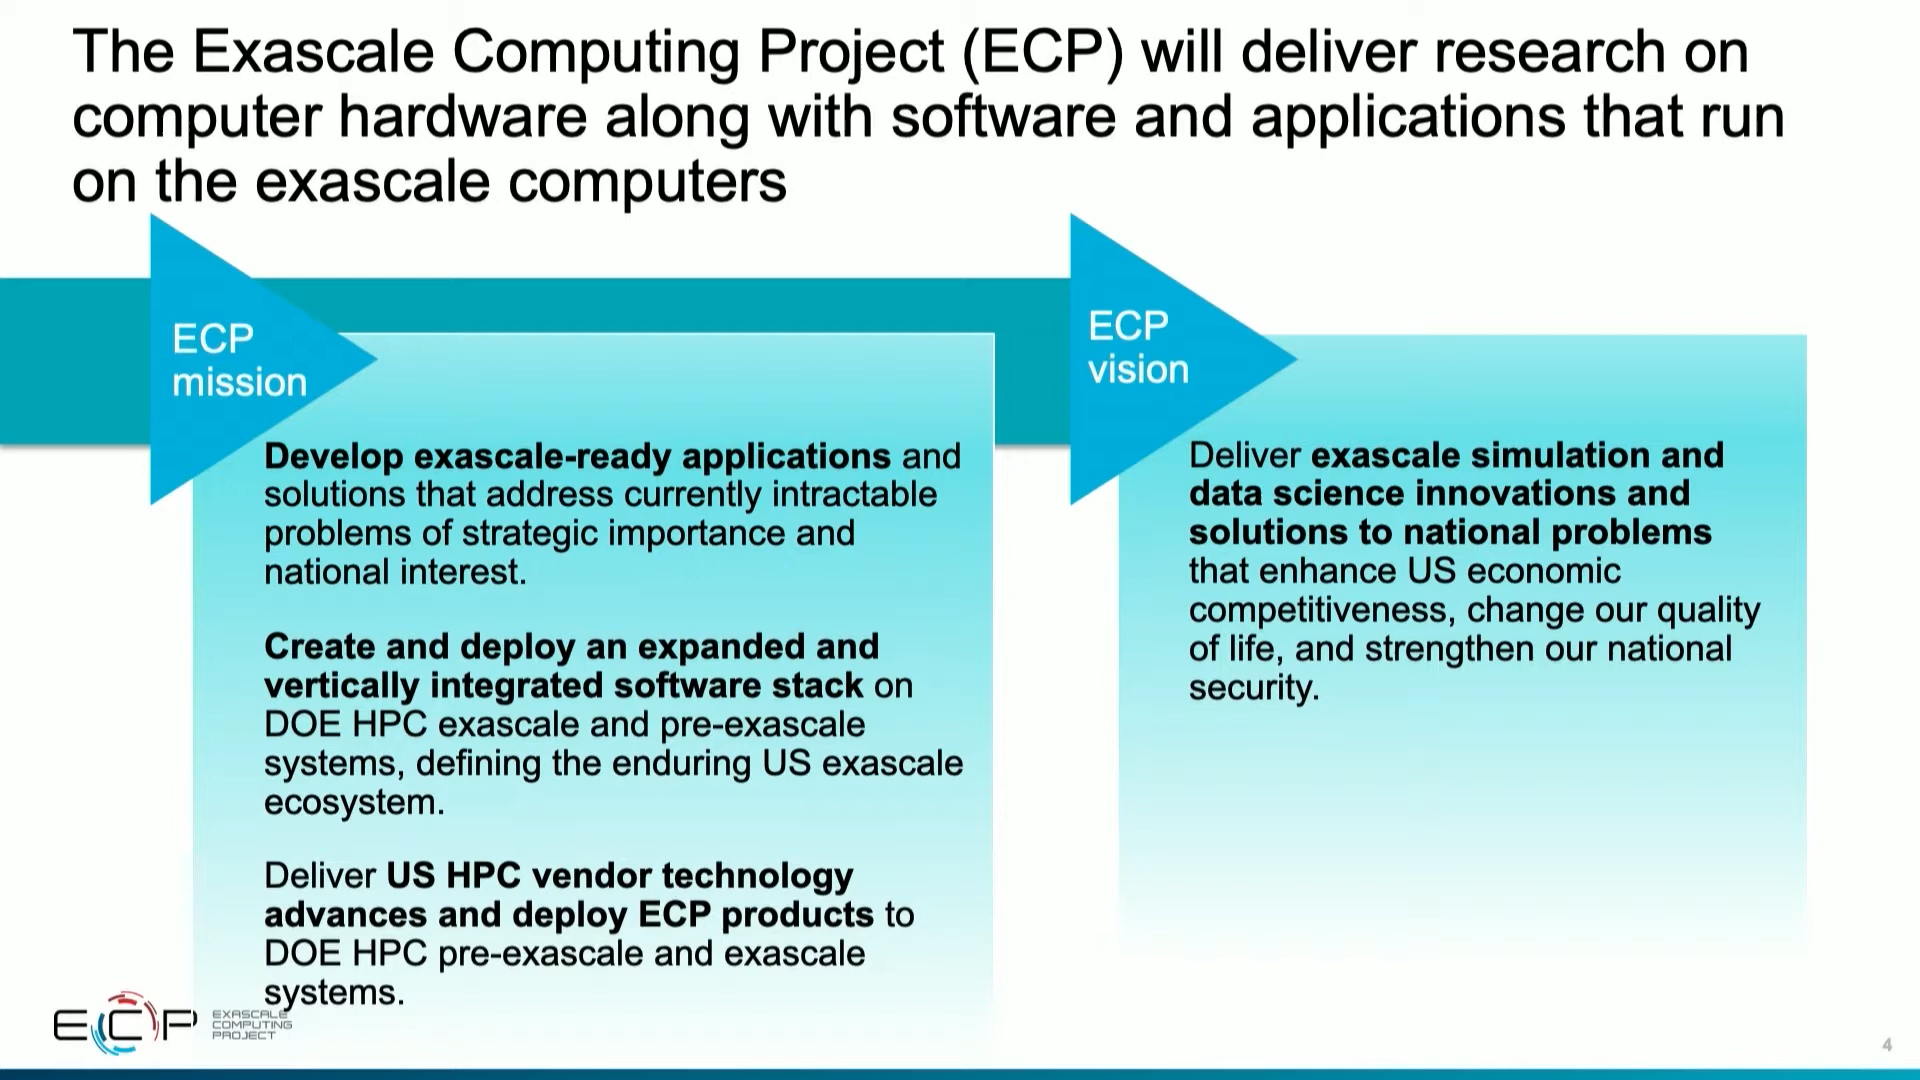 The Exascale Computing Project (ECP) will deliver research on
computer hardware along with software and applications that run
on the exascale computers
ECP
mission
Develop exascale-ready applications and
solutions that address currently intractable
problems of strategic importance and
national interest.
Create and deploy an expanded and
vertically integrated software stack on
DOE HPC exascale and pre-exascale
systems, defining the enduring US exascale
ecosystem.
Deliver US HPC vendor technology
advances and deploy ECP products to
DOE HPC pre-exascale and exascale
systems.
ECP
vision
Deliver exascale simulation and
data science innovations and
solutions to national problems
that enhance US economic
competitiveness, change our quality
of life, and strengthen our national
security.
ECP
EXASCALE
COMPUTING
PROJECT
4